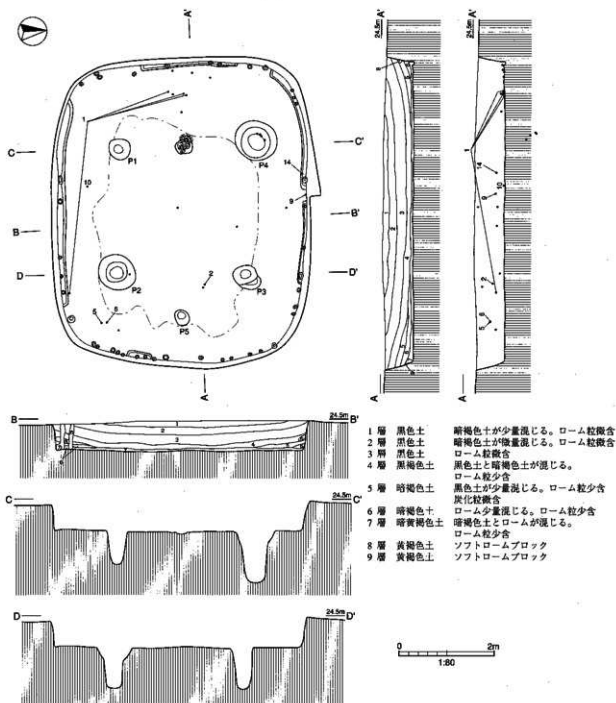 A'
A'
24.5m
A'
24.5m
1
C
P1
P4
C'
14
10
9
B
B'
D
P2
2
P3
D'
5
6
P5
A
A
A
B
24.5m
B'
C
24.5m
C'
D
24.5m
D'
1層 黒色土 暗褐色土が少量混じる。ローム粒微含
2層 黒色土 暗褐色土が微量混じる。ローム粒微含
3層 黒色土 ローム粒微含
4層 黒褐色土 黒色土と暗褐色土が混じる。
ローム粒少含
5層 暗褐色土 黒色土が少量混じる。ローム粒少含
炭化粒微含
6層 暗褐色土 ローム少量混じる。ローム粒少含
7層 暗黄褐色土 暗褐色土とロームが混じる。
ローム粒少含
8層 黄褐色土 ソフトロームブロック
9層 黄褐色土 ソフトロームブロック
0 2m
1:60